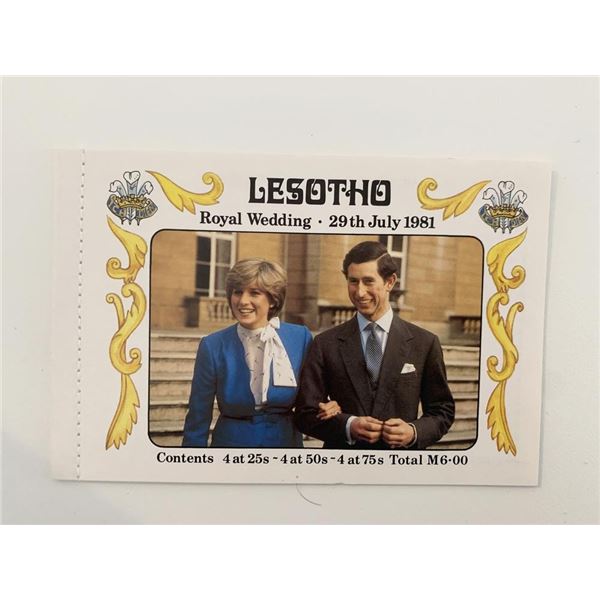 LESOTHO
Royal Wedding · 29th July 1981
Contents 4 at 25s ~ 4 at 50s ~ 4 at 75s Total M6·00